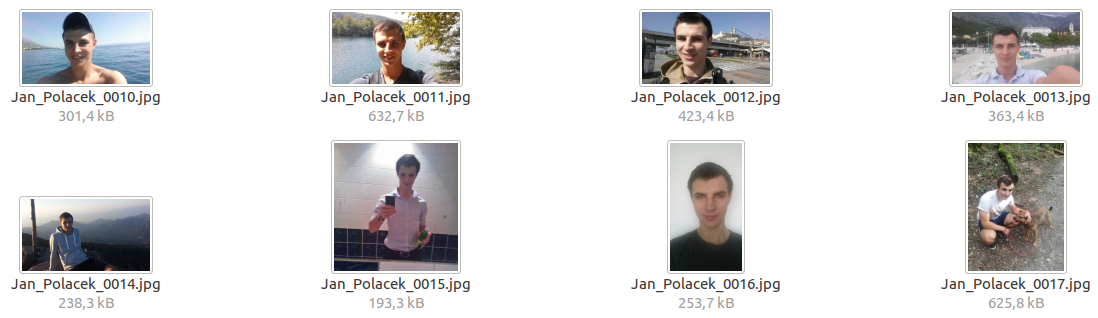 Jan_Polacek_0010.jpg
301,4 kB
Jan_Polacek_0011.jpg
632,7 kB
Jan_Polacek_0012.jpg
423,4 kB
Jan_Polacek_0013.jpg
363,4 kB
Jan_Polacek_0014.jpg
238,3 kB
Jan_Polacek_0015.jpg
193,3 kB
Jan_Polacek_0016.jpg
253,7 kB
Jan_Polacek_0017.jpg
625,8 kB